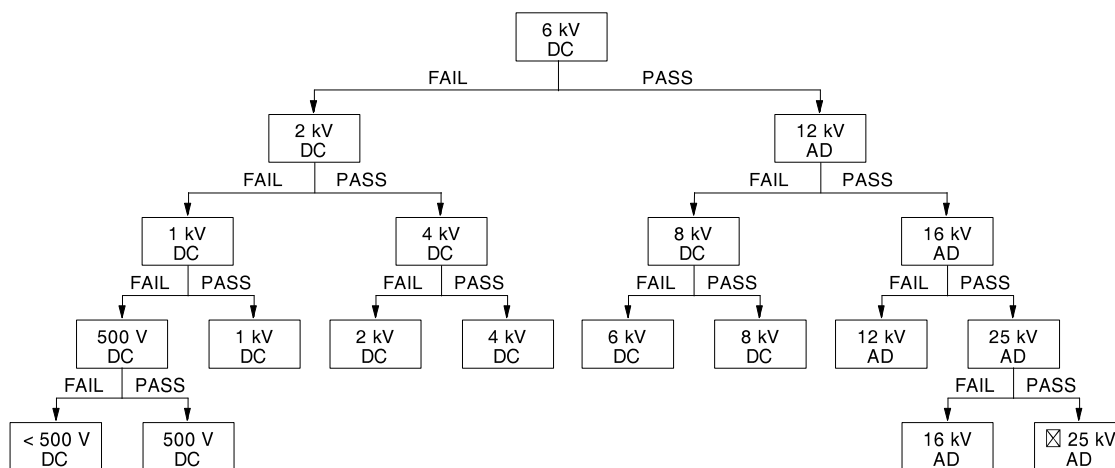 6 kV
DC
FAIL PASS
2 kV
DC
12 kV
AD
FAIL PASS FAIL PASS
1 kV
DC
4 kV
DC
8 kV
DC
16 kV
AD
FAIL PASS FAIL PASS FAIL PASS FAIL PASS
500 V
DC
1 kV
DC
2 kV
DC
4 kV
DC
6 kV
DC
8 kV
DC
12 kV
AD
25 kV
AD
FAIL PASS FAIL PASS
< 500 V
DC
500 V
DC
16 kV
AD
25 kV
AD